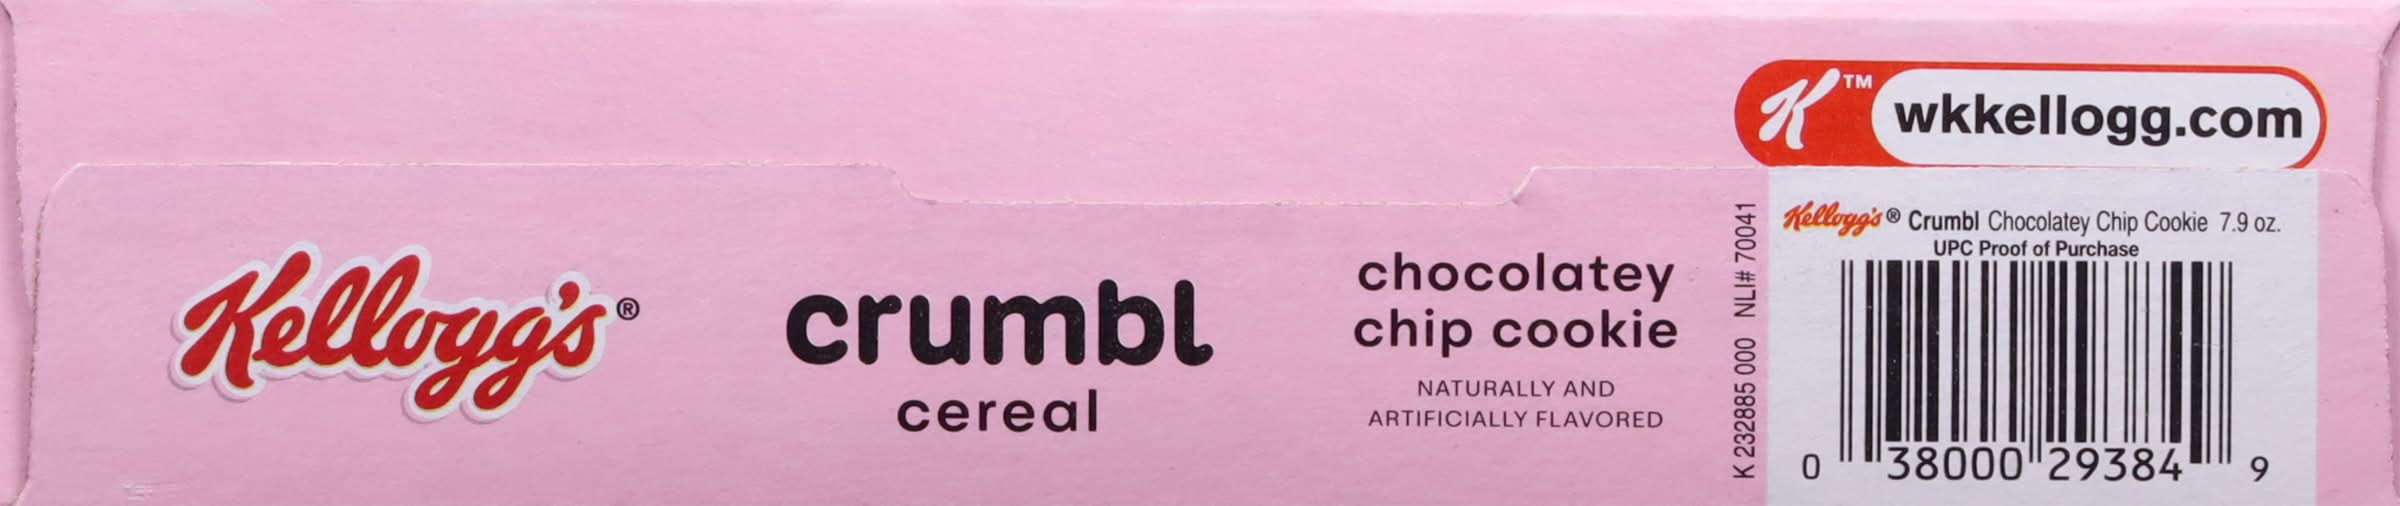 K™ wkkellogg.com
Kellogg's®
crumbl
cereal
chocolatey
chip cookie
NATURALLY AND
ARTIFICIALLY FLAVORED
K 232885 000 NLI# 70041
Kellogg's® Crumbl Chocolatey Chip Cookie 7.9 oz.
UPC Proof of Purchase
0 38000 29384 9